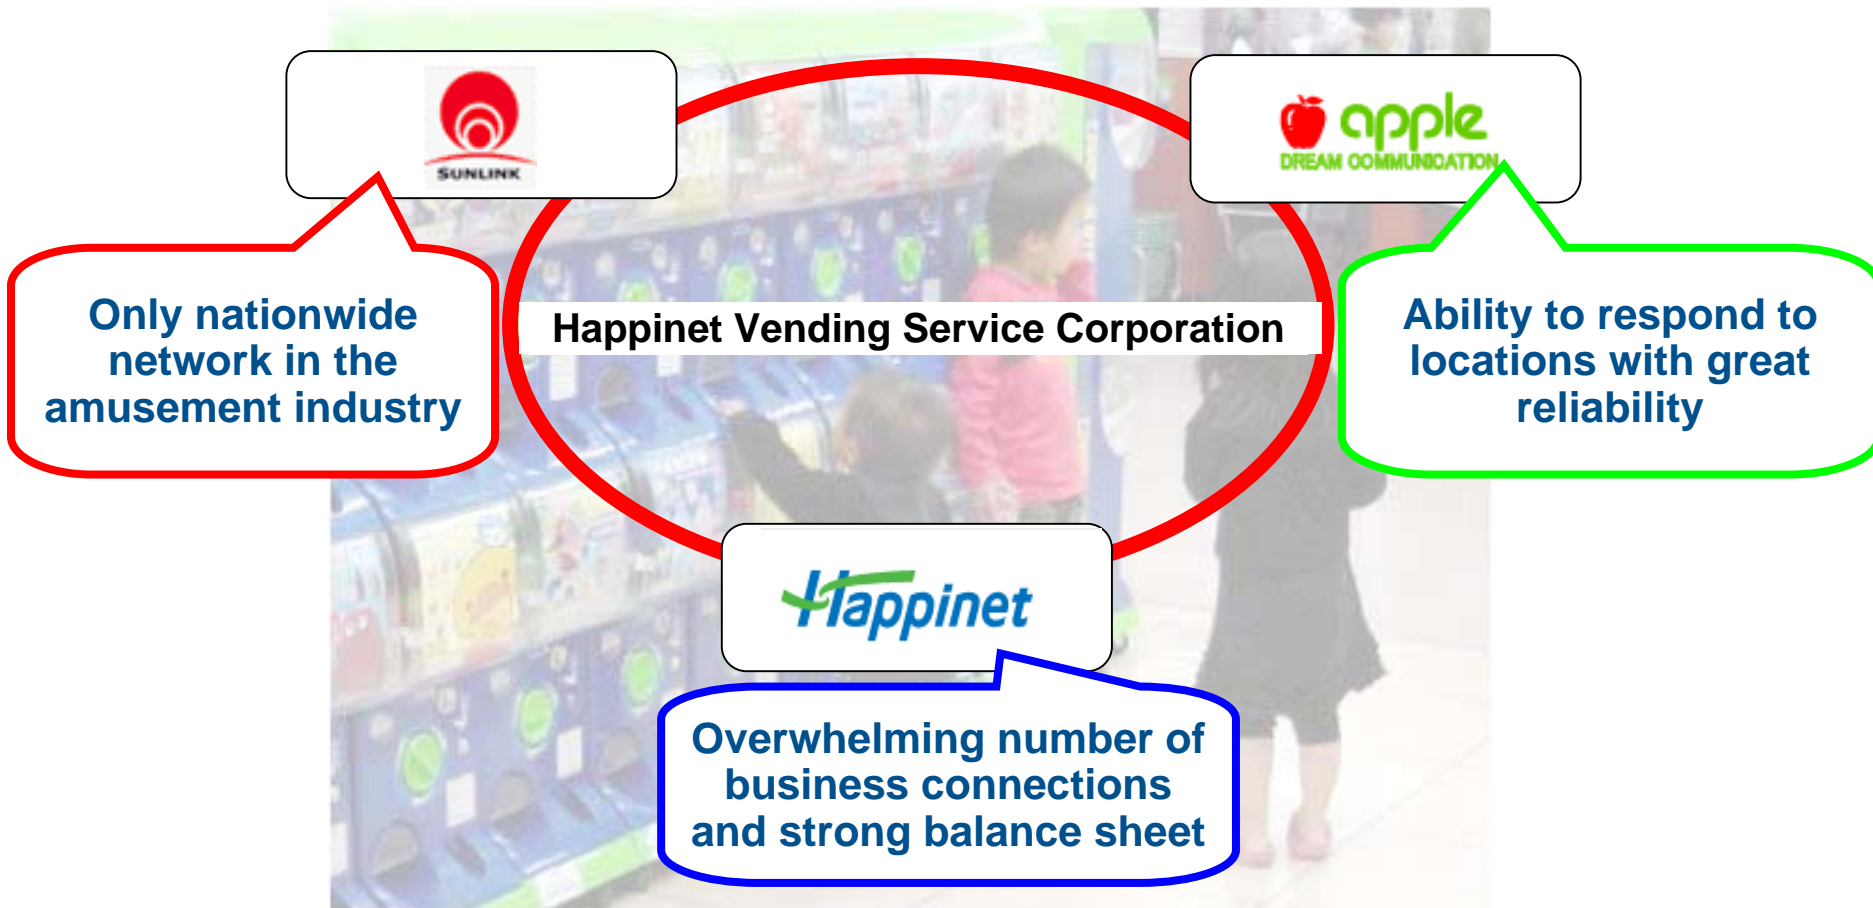 SUNLINK
apple
DREAM COMMUNICATION
Only nationwide
network in the
amusement industry
Happinet Vending Service Corporation
Ability to respond to
locations with great
reliability
Happinet
Overwhelming number of
business connections
and strong balance sheet